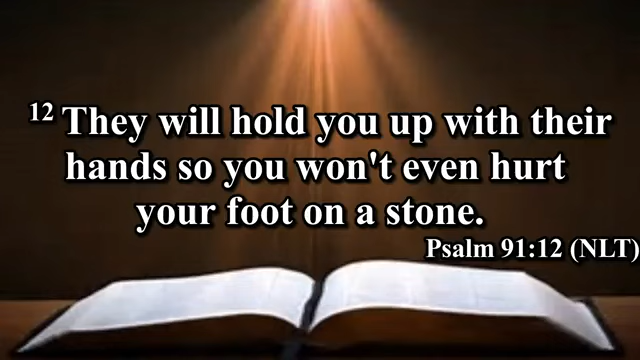 12 They will hold you up with their
hands so you won't even hurt
your foot on a stone.
Psalm 91:12 (NLT)